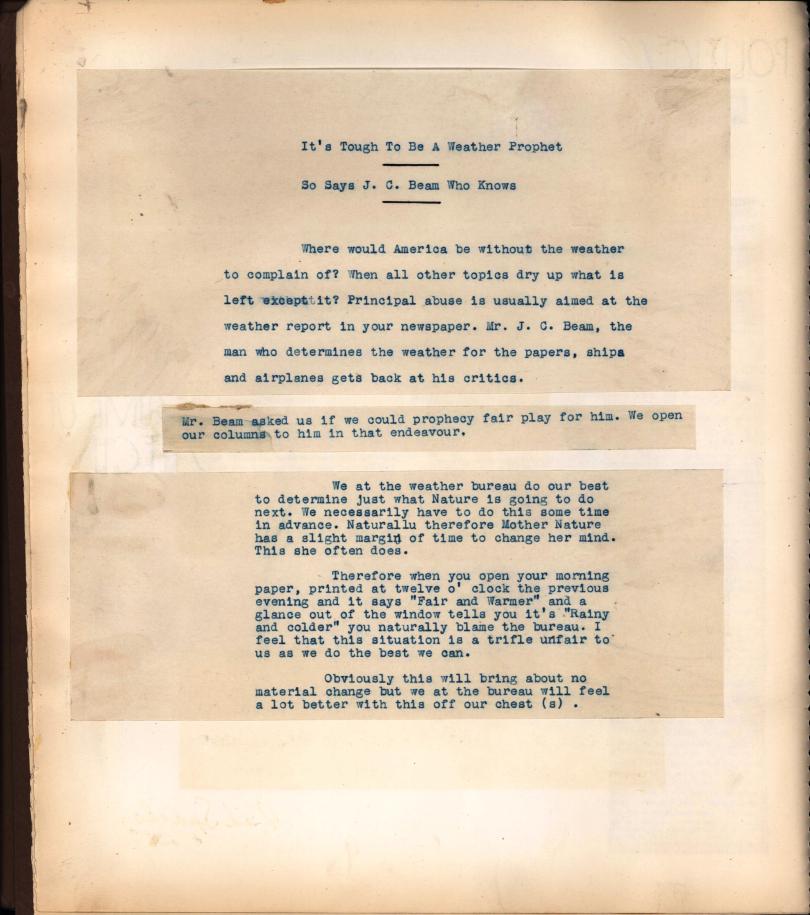 It's Tough To Be A Weather Prophet
So Says J. C. Beam Who Knows
Where would America be without the weather
to complain of? When all other topics dry up what is
left except it? Principal abuse is usually aimed at the
weather report in your newspaper. Mr. J. C. Beam, the
man who determines the weather for the papers, ships
and airplanes gets back at his critics.
Mr. Beam asked us if we could prophecy fair play for him. We open
our columns to him in that endeavour.
We at the weather bureau do our best
to determine just what Nature is going to do
next. We necessarily have to do this some time
in advance. Naturallu therefore Mother Nature
has a slight margin of time to change her mind.
This she often does.
Therefore when you open your morning
paper, printed at twelve o' clock the previous
evening and it says "Fair and Warmer" and a
glance out of the window tells you it's "Rainy
and colder" you naturally blame the bureau. I
feel that this situation is a trifle unfair to
us as we do the best we can.
Obviously this will bring about no
material change but we at the bureau will feel
a lot better with this off our chest (s) .